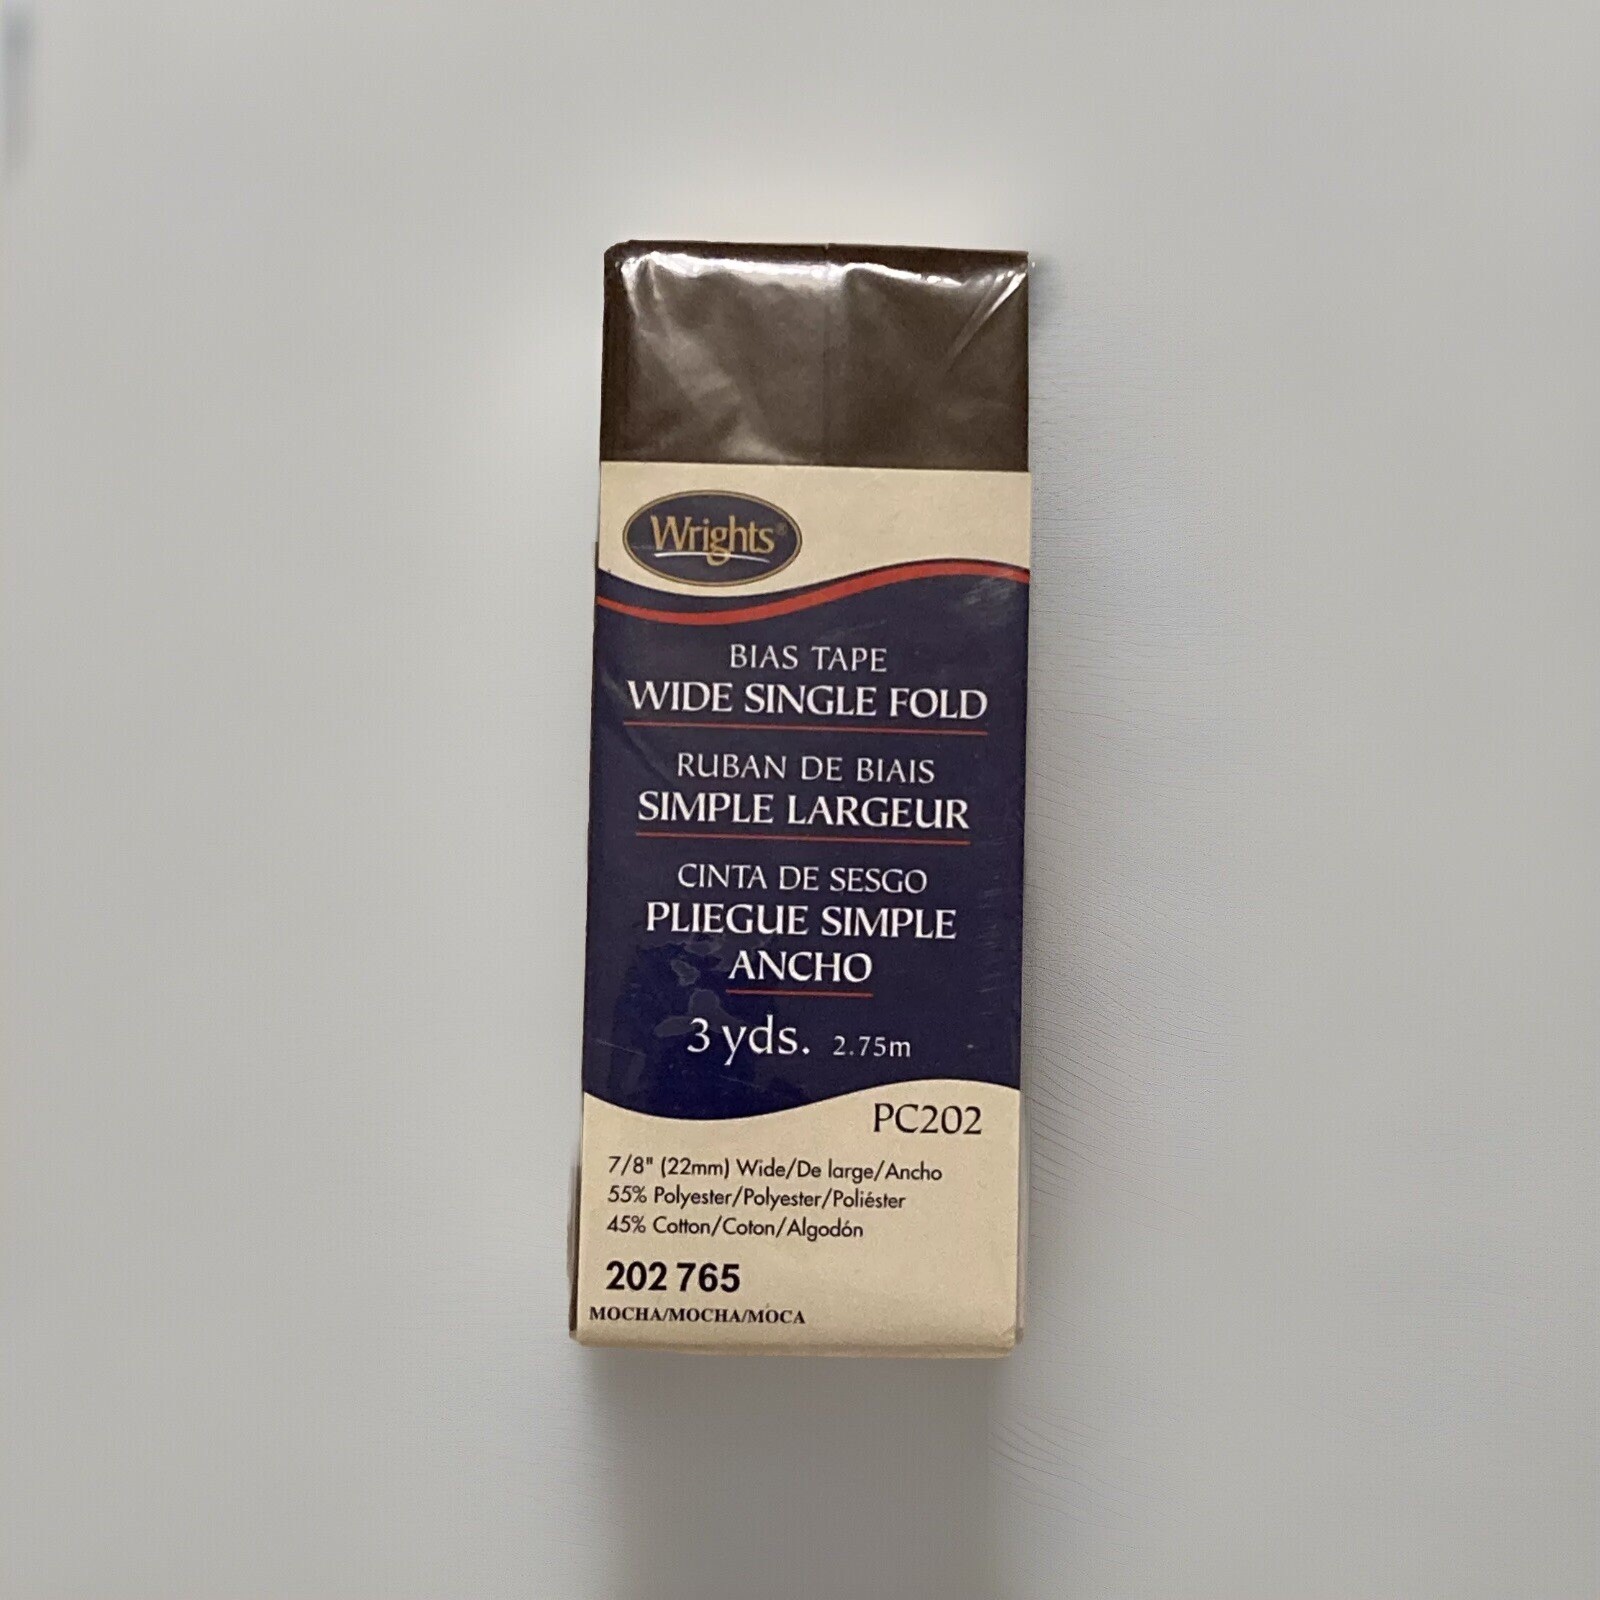 Wrights®
BIAS TAPE
WIDE SINGLE FOLD
RUBAN DE BIAIS
SIMPLE LARGEUR
CINTA DE SESGO
PLIEGUE SIMPLE
ANCHO
3 yds. 2.75m
PC202
7/8" (22mm) Wide/De large/Ancho
55% Polyester/Polyester/Poliéster
45% Cotton/Coton/Algodón
202 765
MOCHA/MOCHA/MOCA